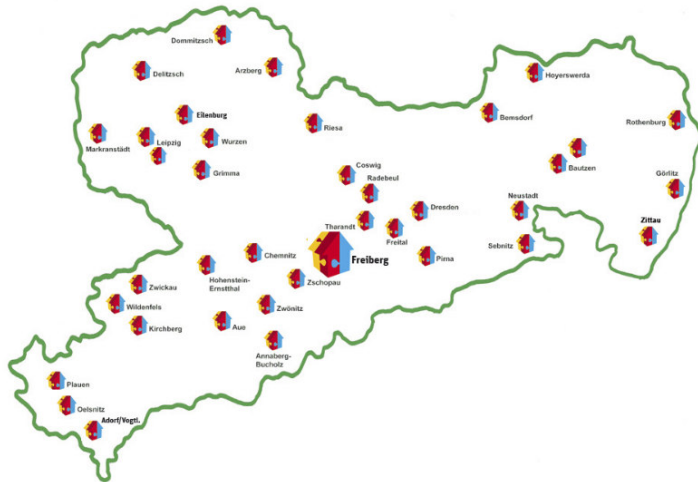 Dommitzsch
Arzberg
Delitzsch
Hoyerswerda
Eilenburg
Bernsdorf
Rothenburg
Riesa
Markranstädt
Leipzig
Wurzen
Grimma
Coswig
Radebeul
Bautzen
Görlitz
Neustadt
Dresden
Tharandt
Freital
Zittau
Sebnitz
Chemnitz
Freiberg
Pirna
Hohenstein-
Ernstthal
Zschopau
Zwickau
Wildenfels
Zwönitz
Kirchberg
Aue
Annaberg-
Bucholz
Plauen
Oelsnitz
Adorf/Vogtl.